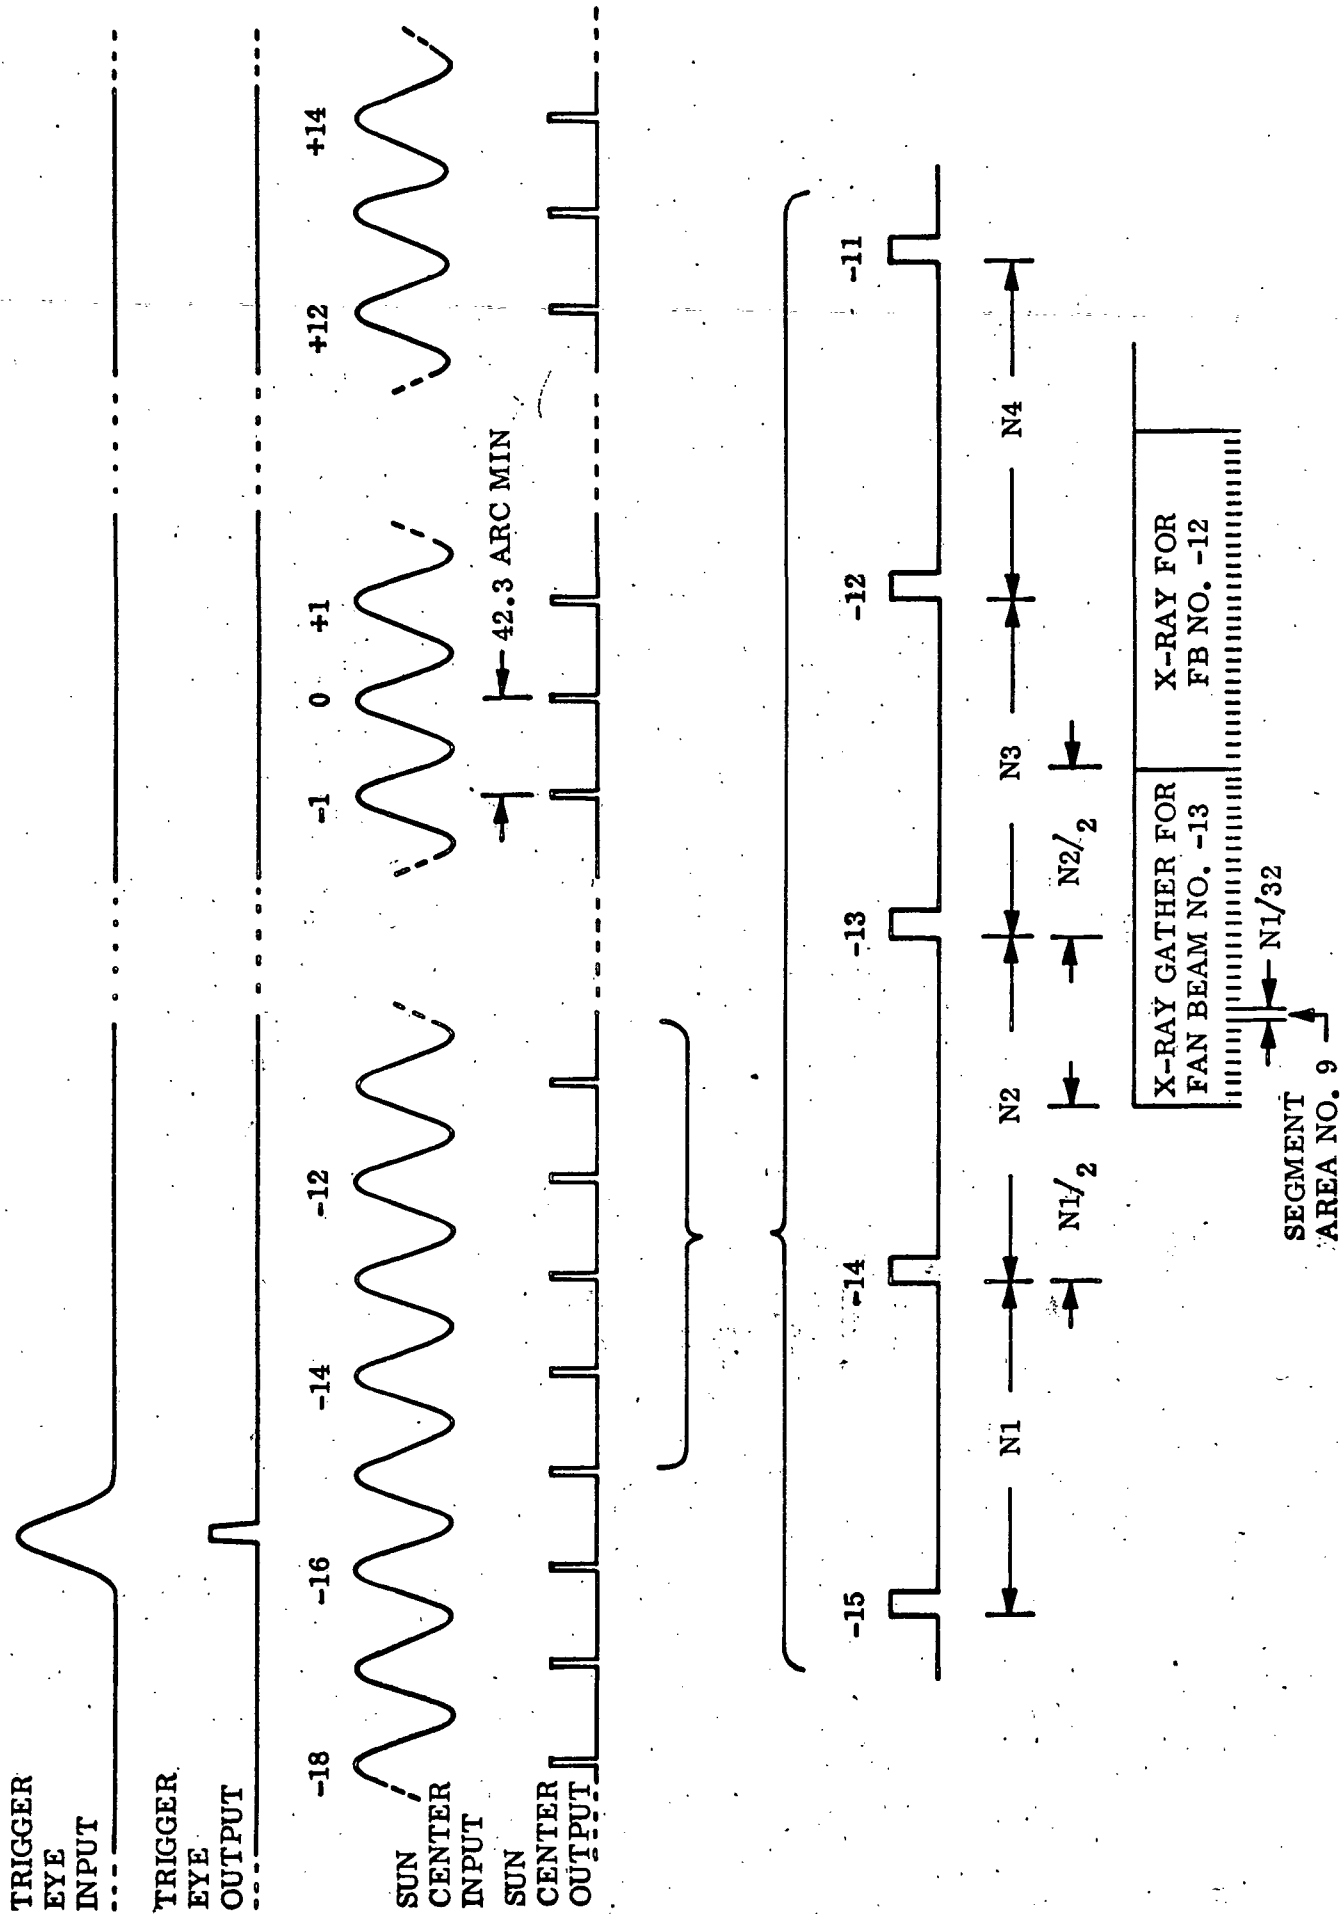 TRIGGER
EYE
INPUT
TRIGGER
EYE
OUTPUT
-18
-16
-14
-12
-1
0
+1
+12
+14
SUN
CENTER
INPUT
42.3 ARC MIN
SUN
CENTER
OUTPUT
-15
-14
-13
-12
-11
N1
N2
N3
N4
N1/2
N2/2
X-RAY GATHER FOR
FAN BEAM NO. -13
X-RAY FOR
FB NO. -12
N1/32
SEGMENT
AREA NO. 9